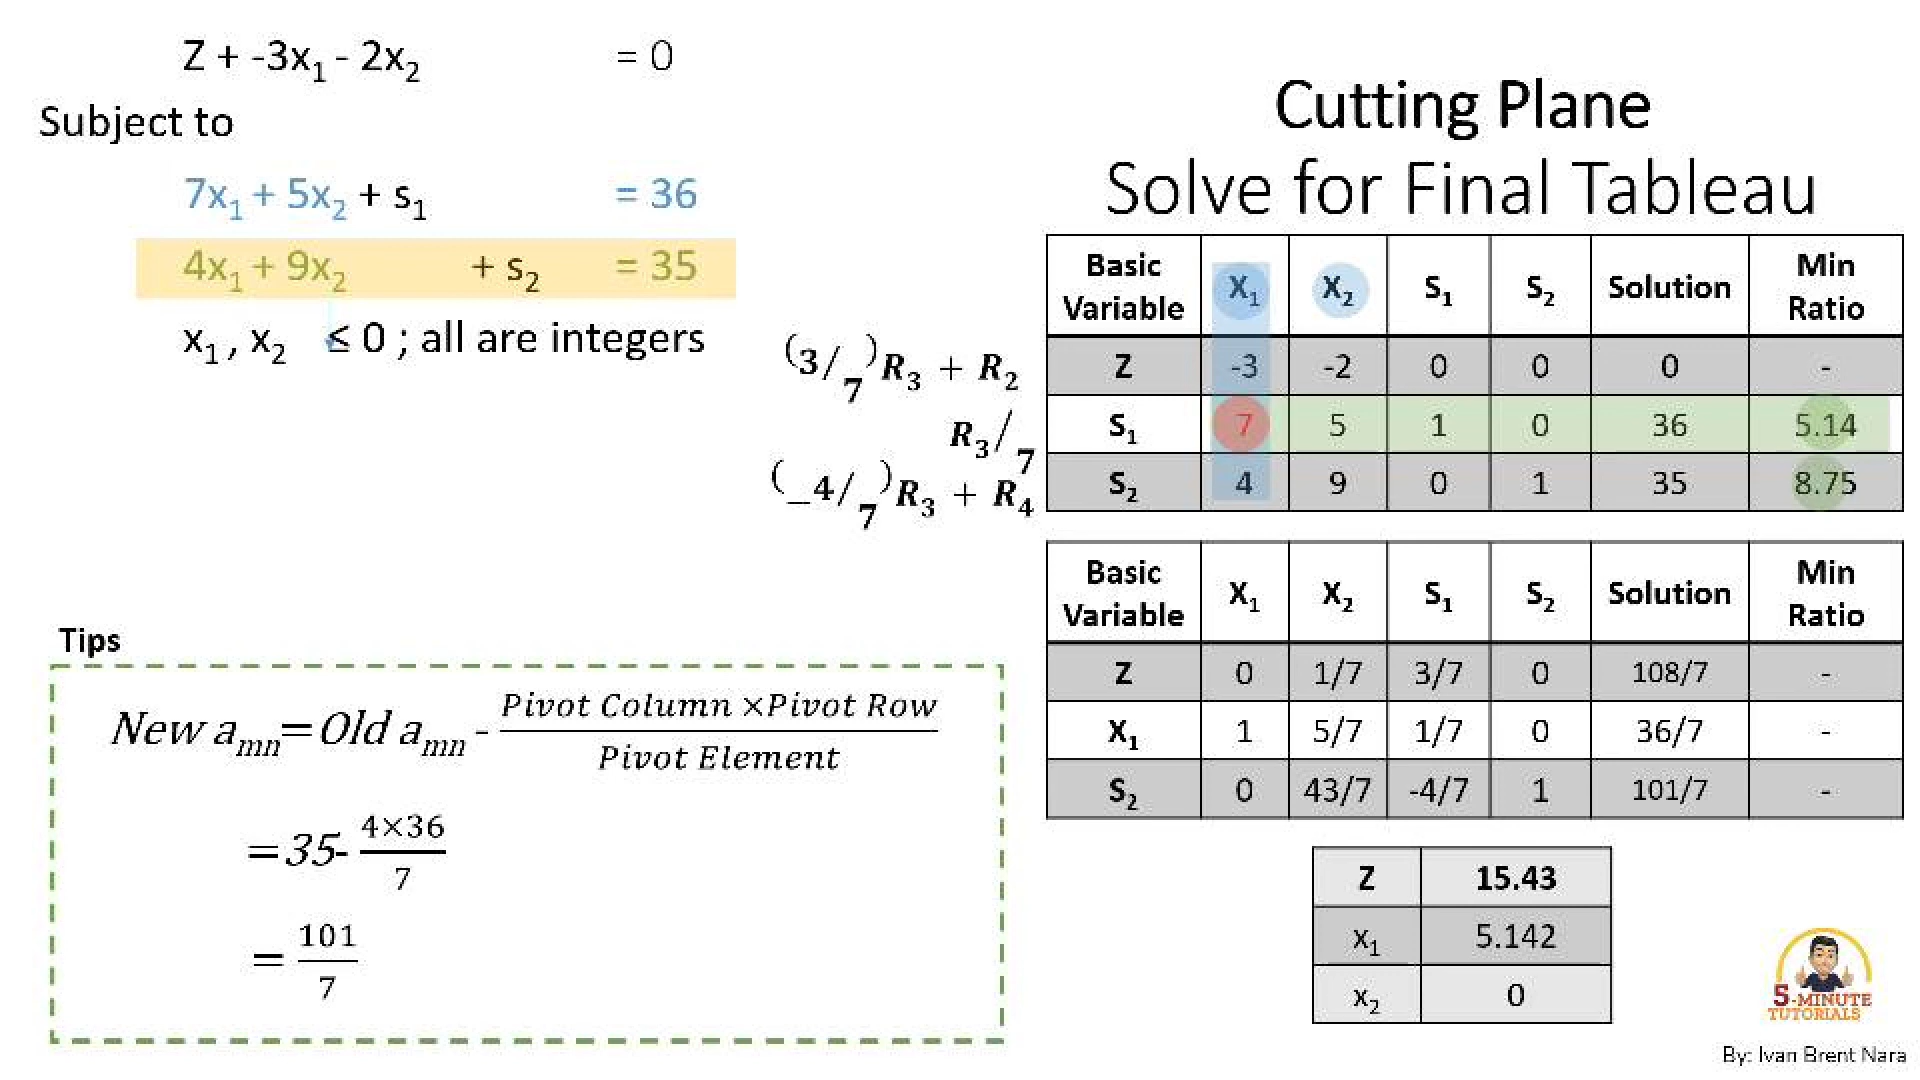 Z + -3x₁ - 2x₂ = 0
Subject to
7x₁ + 5x₂ + s₁ = 36
4x₁ + 9x₂ + s₂ = 35
x₁ , x₂ ≤ 0 ; all are integers
Cutting Plane
Solve for Final Tableau
(3/7)R₃ + R₂
R₃/7
(_4/7)R₃ + R₄
Basic Variable X₁ X₂ S₁ S₂ Solution Min Ratio
Z -3 -2 0 0 0 -
S₁ 7 5 1 0 36 5.14
S₂ 4 9 0 1 35 8.75
Basic Variable X₁ X₂ S₁ S₂ Solution Min Ratio
Z 0 1/7 3/7 0 108/7 -
X₁ 1 5/7 1/7 0 36/7 -
S₂ 0 43/7 -4/7 1 101/7 -
Tips
New aₘₙ= Old aₘₙ - Pivot Column ×Pivot Row / Pivot Element
=35- 4×36 / 7
= 101 / 7
Z 15.43
x₁ 5.142
x₂ 0
5-MINUTE
TUTORIALS
By: Ivan Brent Nara